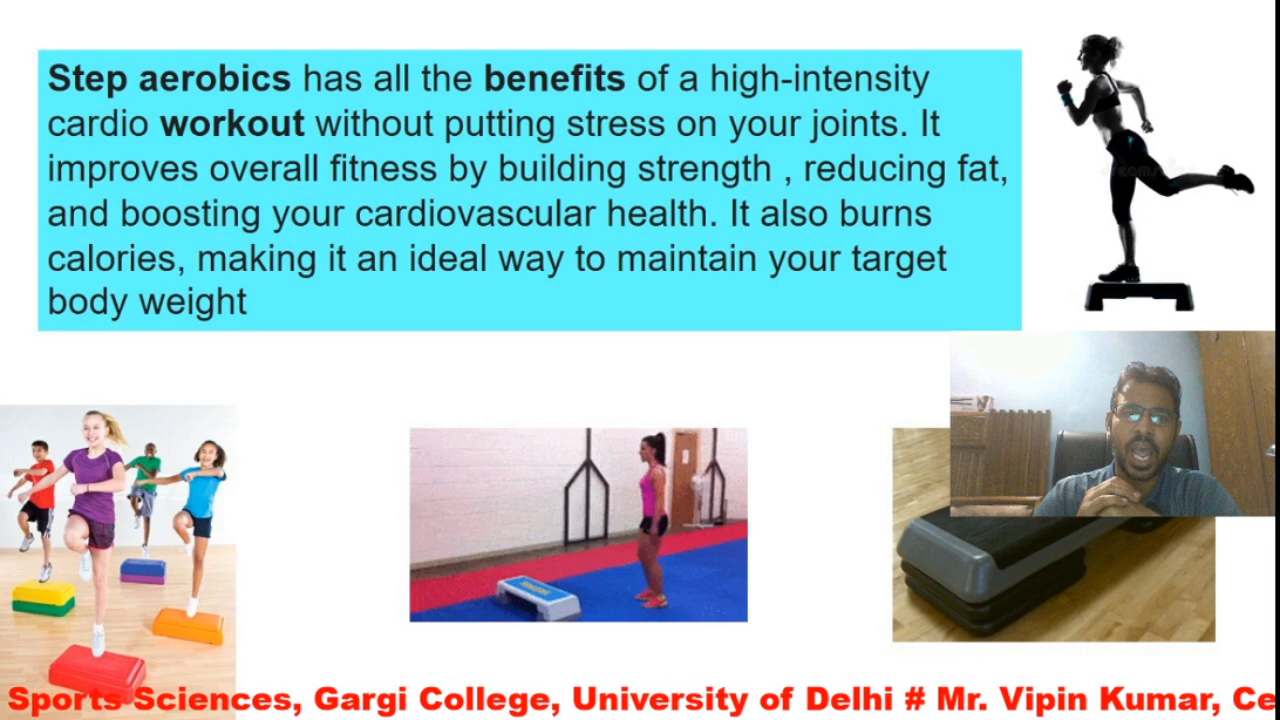 Step aerobics has all the benefits of a high-intensity
cardio workout without putting stress on your joints. It
improves overall fitness by building strength , reducing fat,
and boosting your cardiovascular health. It also burns
calories, making it an ideal way to maintain your target
body weight
Sports Sciences, Gargi College, University of Delhi # Mr. Vipin Kumar, Ce